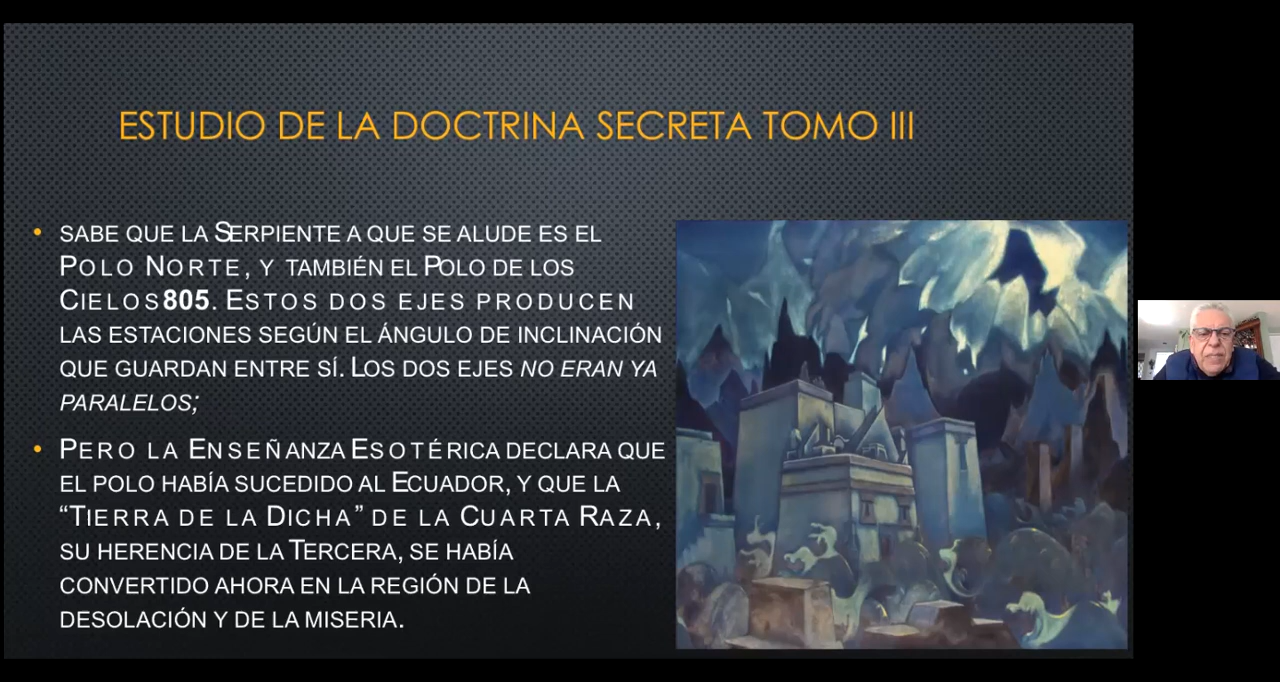 ESTUDIO DE LA DOCTRINA SECRETA TOMO III
• SABE QUE LA SERPIENTE A QUE SE ALUDE ES EL
POLO NORTE, Y TAMBIÉN EL POLO DE LOS
CIELOS805. ESTOS DOS EJES PRODUCEN
LAS ESTACIONES SEGÚN EL ÁNGULO DE INCLINACIÓN
QUE GUARDAN ENTRE SÍ. LOS DOS EJES NO ERAN YA
PARALELOS;
• PERO LA ENSEÑANZA ESOTÉRICA DECLARA QUE
EL POLO HABÍA SUCEDIDO AL ECUADOR, Y QUE LA
“TIERRA DE LA DICHA” DE LA CUARTA RAZA,
SU HERENCIA DE LA TERCERA, SE HABÍA
CONVERTIDO AHORA EN LA REGIÓN DE LA
DESOLACIÓN Y DE LA MISERIA.